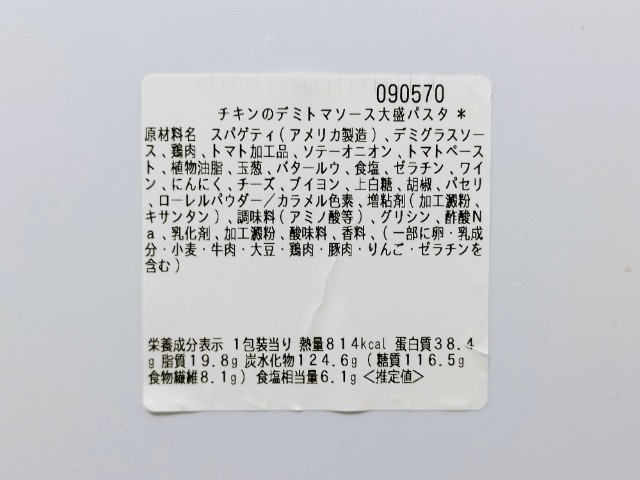 090570
チキンのデミトマソース大盛パスタ＊
原材料名　スパゲティ(アメリカ製造)、デミグラスソー
ス、鶏肉、トマト加工品、ソテーオニオン、トマトペース
ト、植物油脂、玉葱、バタールウ、食塩、ゼラチン、ワイ
ン、にんにく、チーズ、ブイヨン、上白糖、胡椒、パセリ
、ローレルパウダー／カラメル色素、増粘剤(加工澱粉、
キサンタン)、調味料(アミノ酸等)、グリシン、酢酸N
a、乳化剤、加工澱粉、酸味料、香料、(一部に卵・乳成
分・小麦・牛肉・大豆・鶏肉・豚肉・りんご・ゼラチンを
含む)
栄養成分表示 1包装当り 熱量814kcal 蛋白質38.4
g 脂質19.8g 炭水化物124.6g(糖質116.5g
食物繊維8.1g) 食塩相当量6.1g＜推定値＞